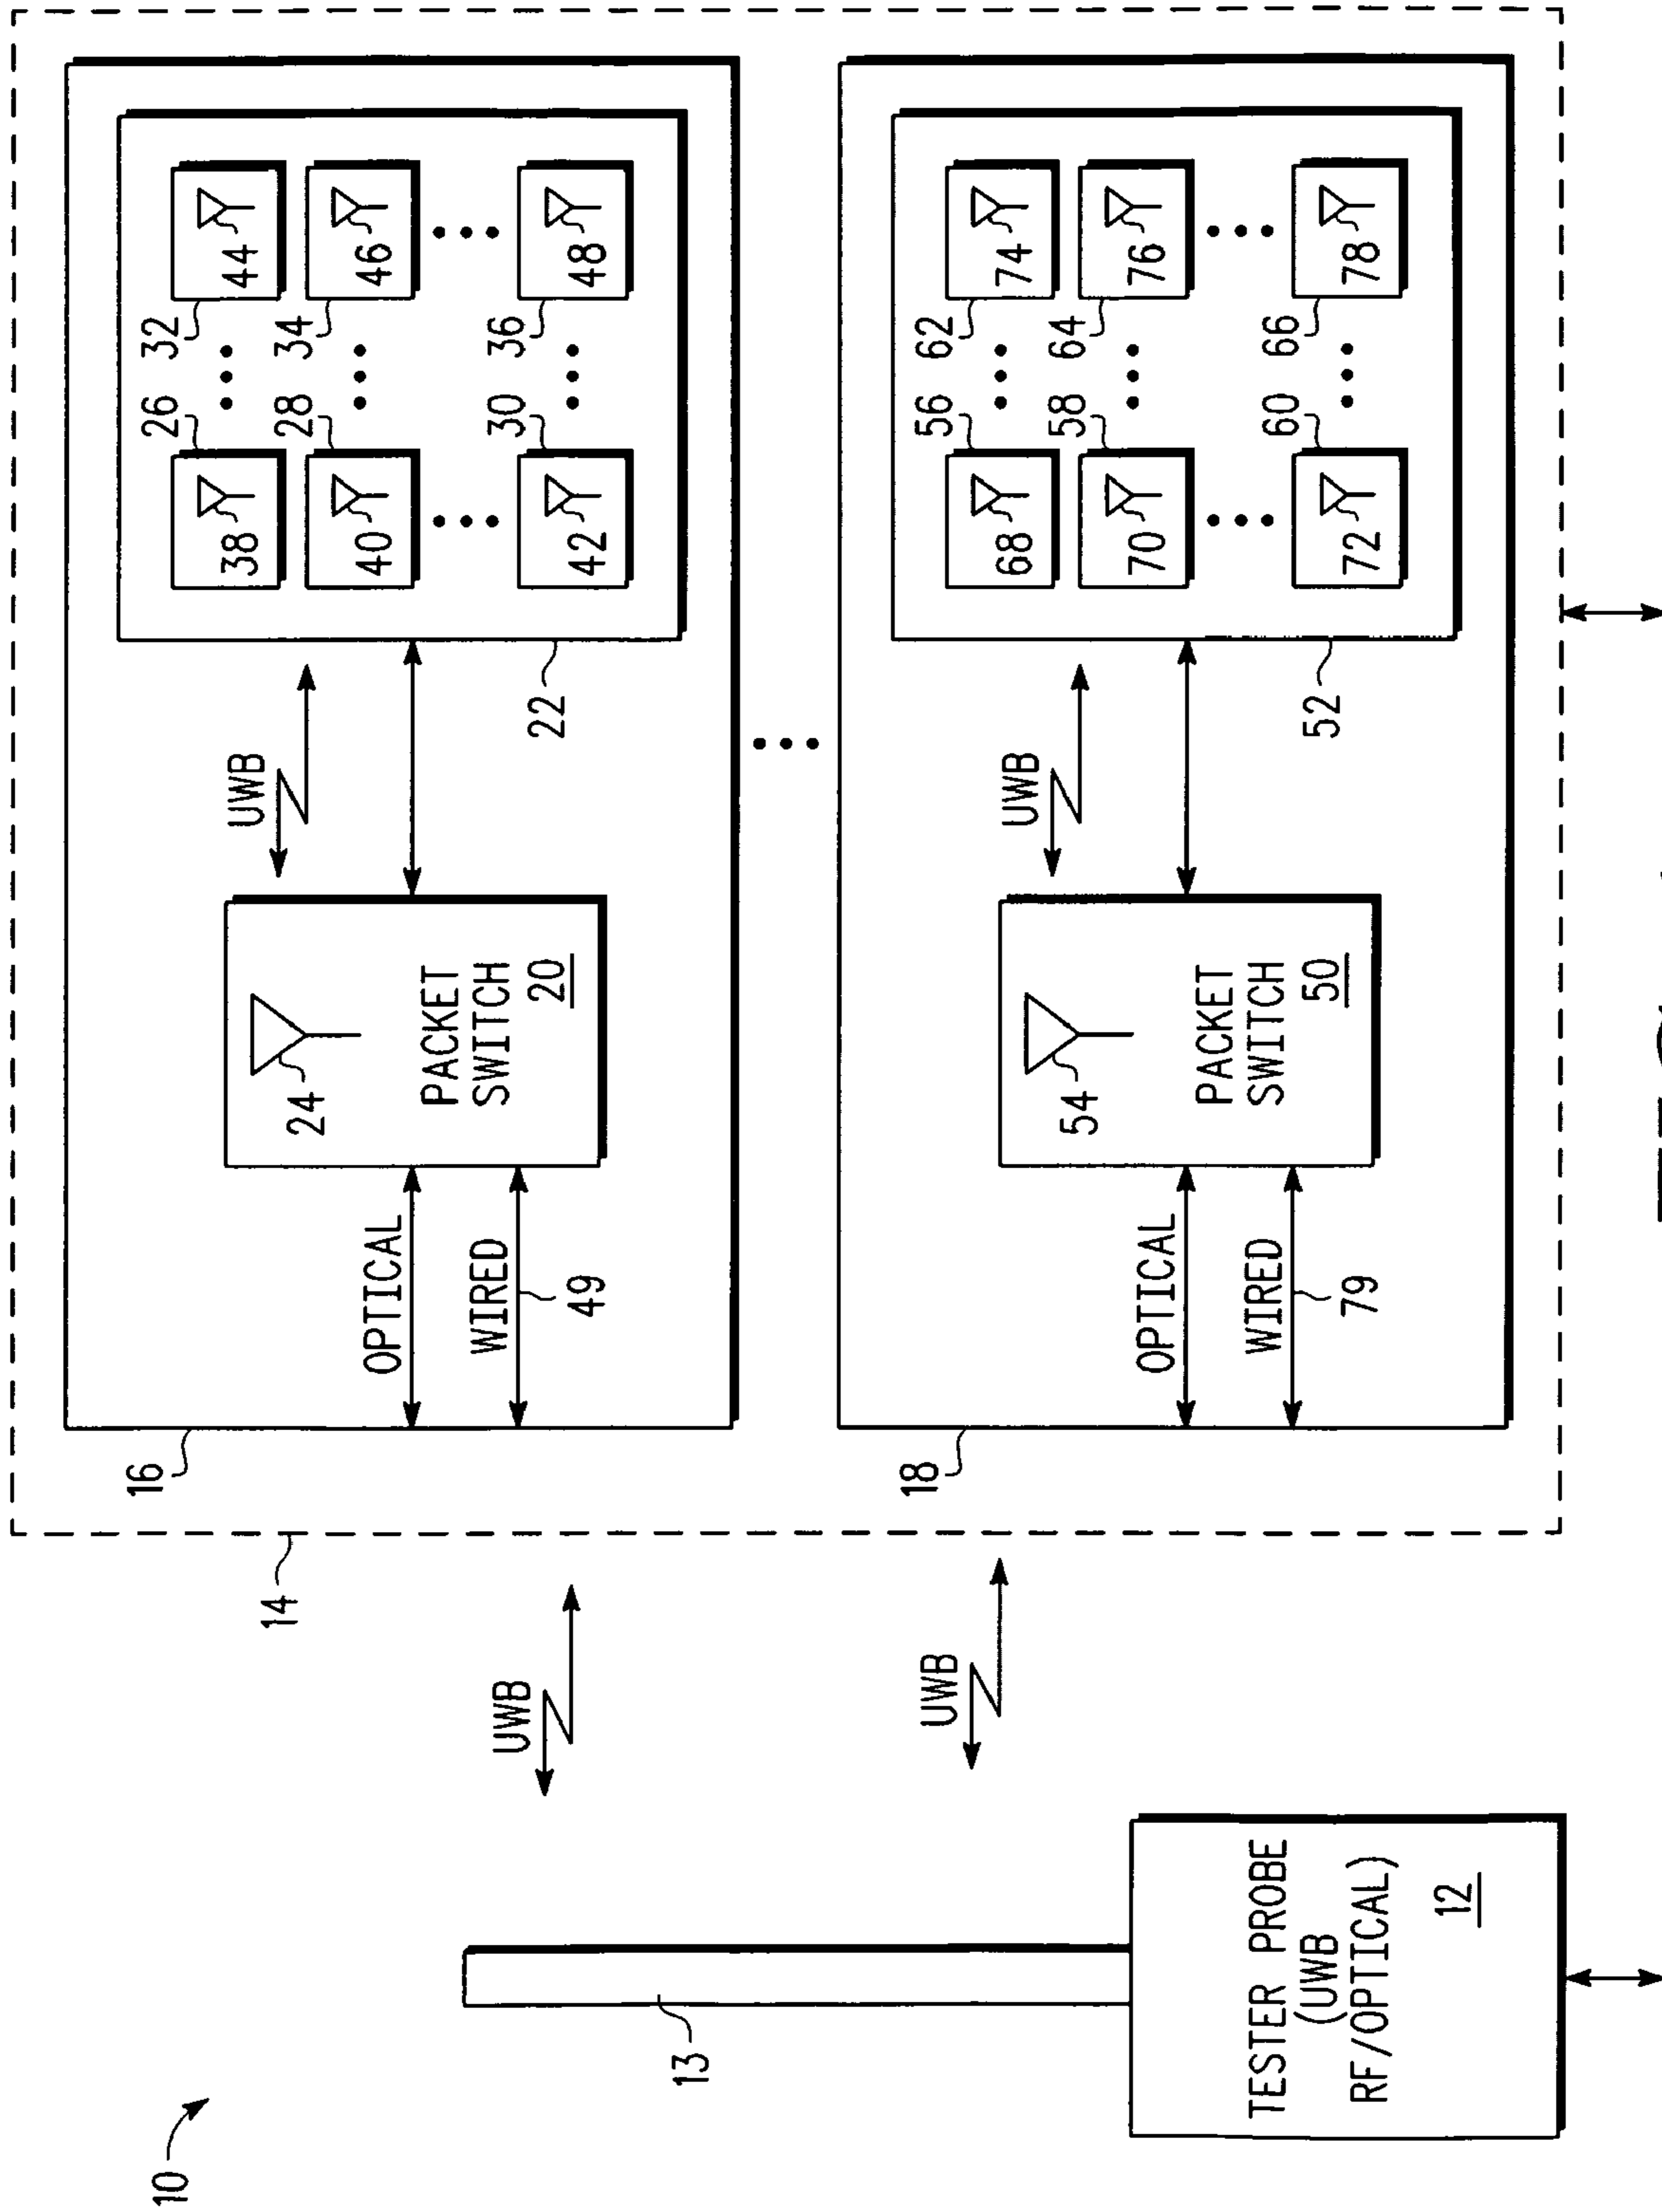 10
13
TESTER PROBE
(UWB
RF/OPTICAL)
12
UWB
UWB
14
16
OPTICAL
WIRED
49
24
PACKET
SWITCH
20
UWB
22
26
32
38
44
28
34
40
46
30
36
42
48
18
OPTICAL
WIRED
79
54
PACKET
SWITCH
50
UWB
52
56
62
68
74
58
64
70
76
60
66
72
78